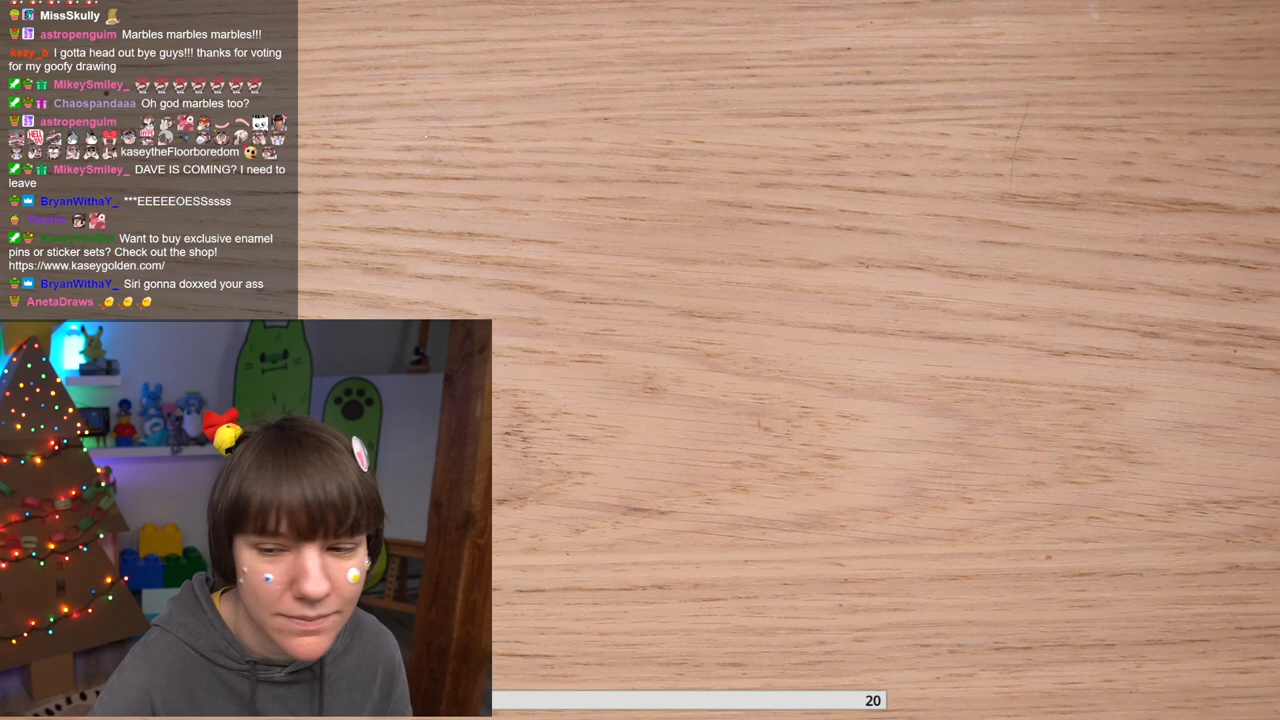 MissSkully
astropenguim Marbles marbles marbles!!!
kezy_b I gotta head out bye guys!!! thanks for voting
for my goofy drawing
MikeySmiley_
Chaospandaaa Oh god marbles too?
astropenguim
kaseytheFloorboredom
MikeySmiley_ DAVE IS COMING? I need to
leave
BryanWithaY_ ***EEEEEOESSssss
Want to buy exclusive enamel
pins or sticker sets? Check out the shop!
https://www.kaseygolden.com/
BryanWithaY_ Siri gonna doxxed your ass
AnetaDraws
20